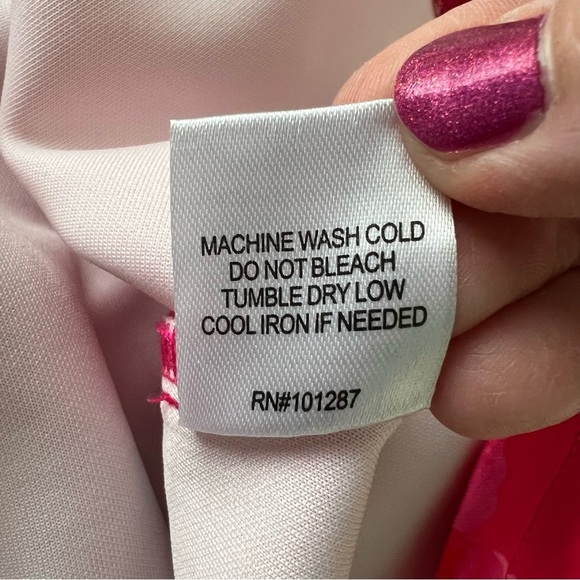 MACHINE WASH COLD
DO NOT BLEACH
TUMBLE DRY LOW
COOL IRON IF NEEDED
RN#101287